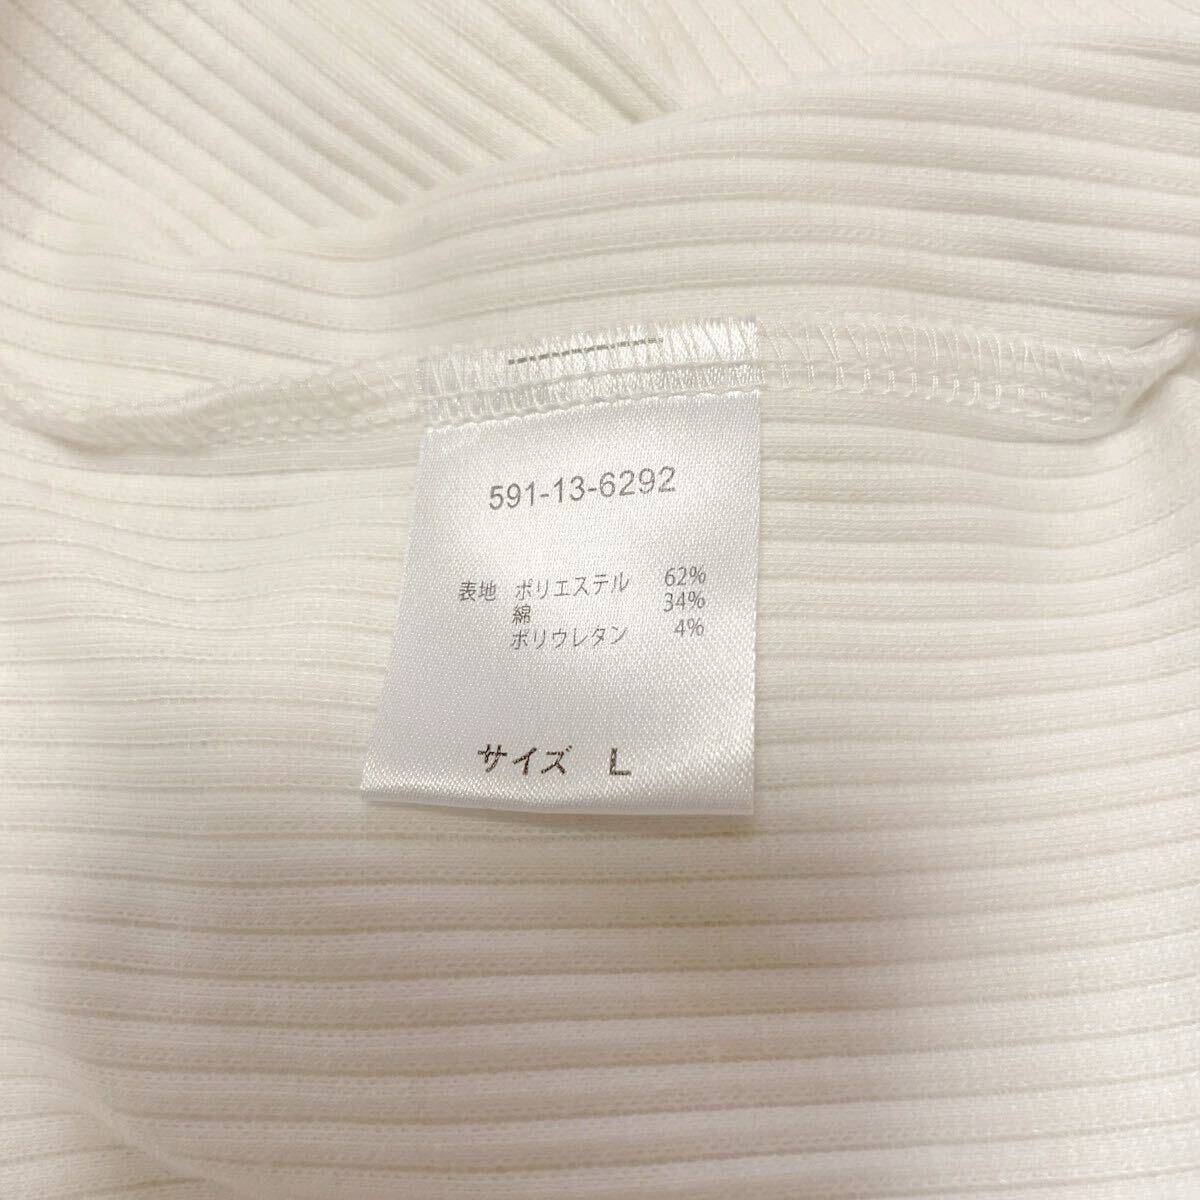 591-13-6292
表地 ポリエステル 62%
綿 34%
ポリウレタン 4%
サイズ L